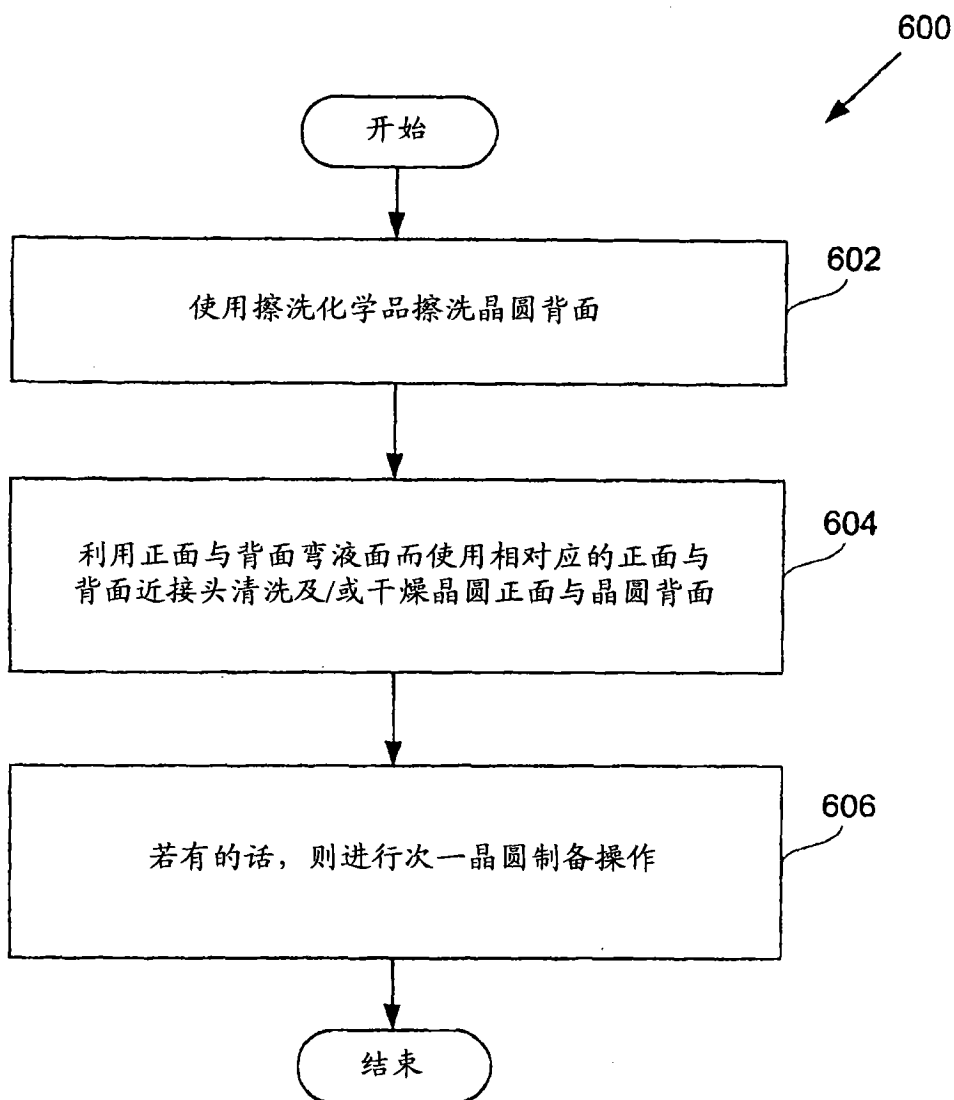 600
开始
602
使用擦洗化学品擦洗晶圆背面
604
利用正面与背面弯液面而使用相对应的正面与
背面近接头清洗及/或干燥晶圆正面与晶圆背面
606
若有的话，则进行次一晶圆制备操作
结束